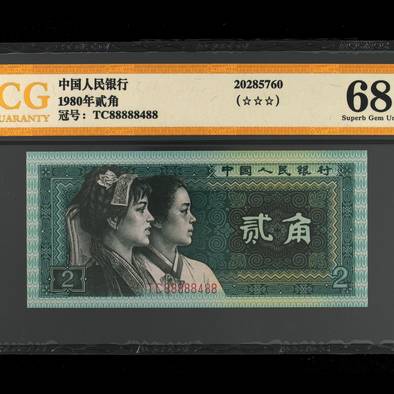 CG
UARANTY
中国人民银行
1980年贰角
冠号：TC88888488
20285760
(☆☆☆)
68
Superb Gem Un
中国人民银行
贰角
2
2
TC88888488